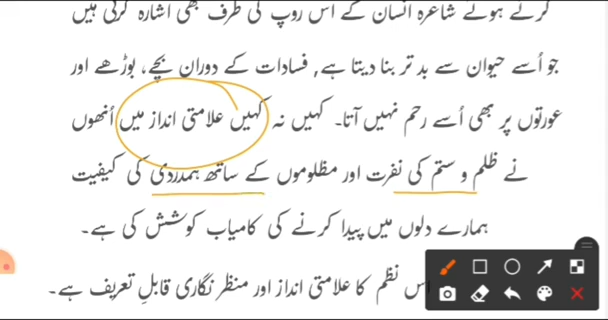 کرتے ہوئے شاعرہ انسان کے اس روپ کی طرف بھی اشارہ کرتی ہیں
جو اُسے حیوان سے بدتر بنا دیتا ہے, فسادات کے دوران بچے، بوڑھے اور
عورتوں پر بھی اُسے رحم نہیں آتا۔ کہیں نہ کہیں علامتی انداز میں اُنھوں
نے ظلم و ستم کی نفرت اور مظلوموں کے ساتھ ہمدردی کی کیفیت
ہمارے دلوں میں پیدا کرنے کی کامیاب کوشش کی ہے۔
اس نظم کا علامتی انداز اور منظر نگاری قابلِ تعریف ہے۔